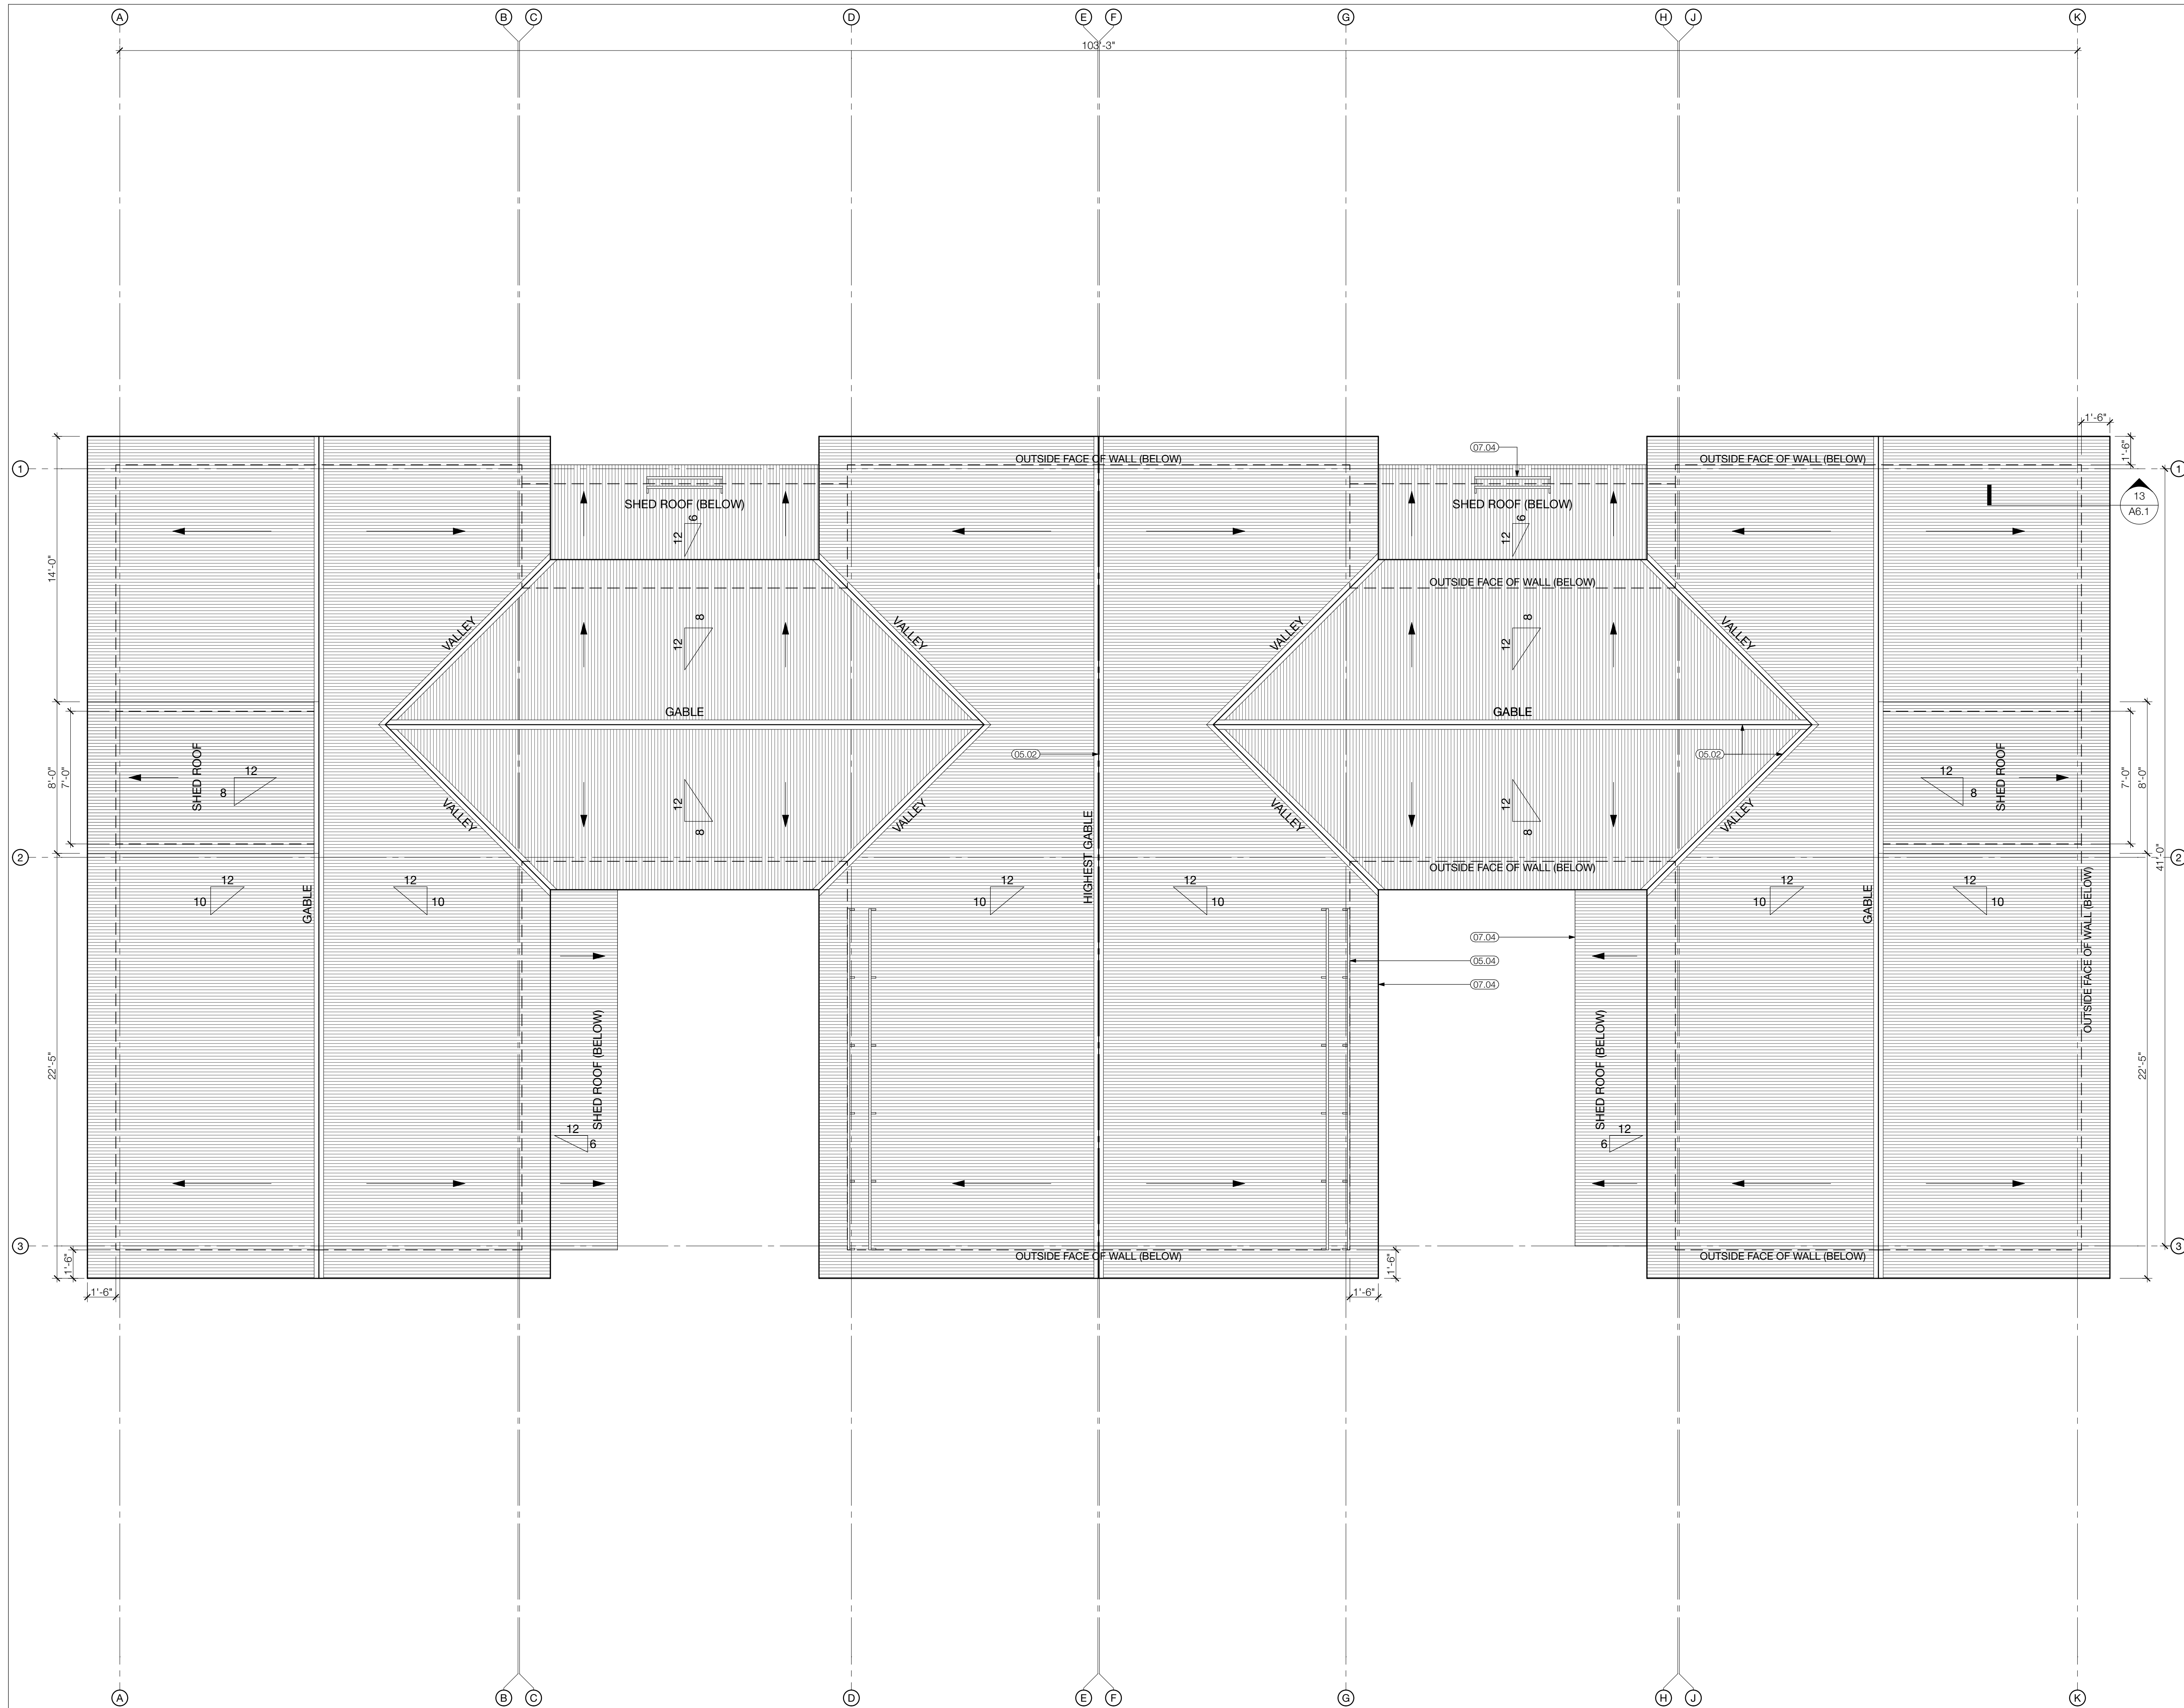 A B C D E F G H J K
103'-3"
1'-6"
07.04
OUTSIDE FACE OF WALL (BELOW)
OUTSIDE FACE OF WALL (BELOW)
1'-6"
1
1
13
A6.1
SHED ROOF (BELOW)
SHED ROOF (BELOW)
6
12
6
12
14'-0"
OUTSIDE FACE OF WALL (BELOW)
VALLEY
8
12
VALLEY
VALLEY
8
12
VALLEY
GABLE
GABLE
05.02
05.02
8'-0"
7'-0"
SHED ROOF
12
8
12
8
SHED ROOF
7'-0"
8'-0"
VALLEY
12
8
VALLEY
VALLEY
12
8
VALLEY
HIGHEST GABLE
2
2
41'-0"
OUTSIDE FACE OF WALL (BELOW)
12
10
GABLE
12
10
12
10
12
10
12
10
GABLE
12
10
OUTSIDE FACE OF WALL (BELOW)
07.04
05.04
07.04
22'-5"
SHED ROOF (BELOW)
SHED ROOF (BELOW)
22'-5"
12
6
12
6
3
3
OUTSIDE FACE OF WALL (BELOW)
OUTSIDE FACE OF WALL (BELOW)
1'-6"
1'-6"
1'-6"
1'-6"
A B C D E F G H J K